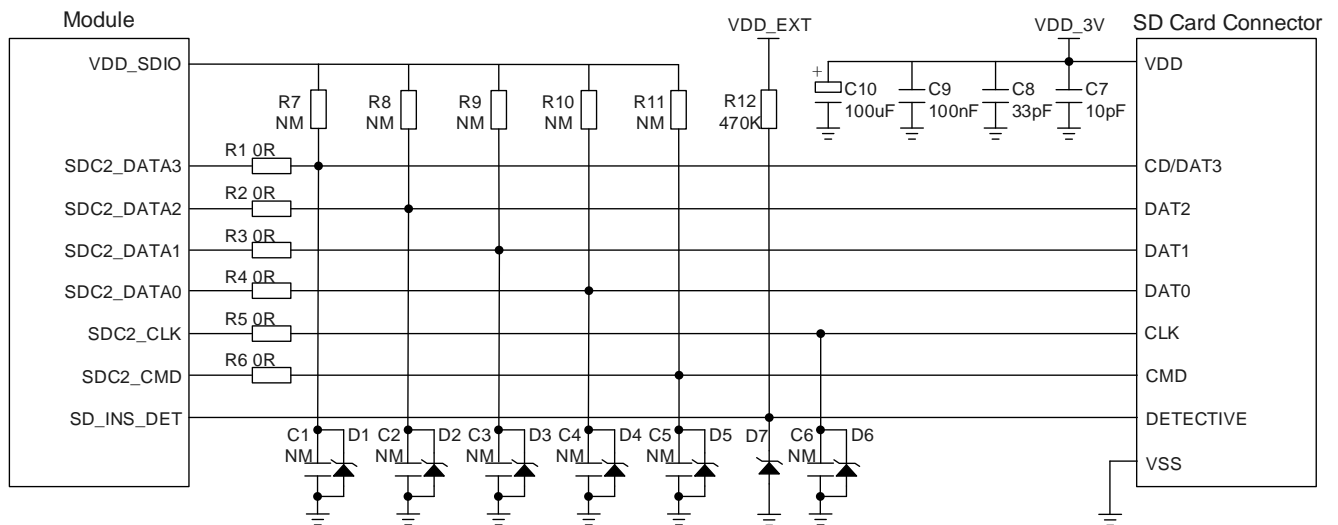 Module
VDD_EXT
VDD_3V
SD Card Connector
VDD_SDIO
R7
NM
R8
NM
R9
NM
R10
NM
R11
NM
R12
470K
+
C10
100uF
C9
100nF
C8
33pF
C7
10pF
VDD
SDC2_DATA3
R1 0R
CD/DAT3
SDC2_DATA2
R2 0R
DAT2
SDC2_DATA1
R3 0R
DAT1
SDC2_DATA0
R4 0R
DAT0
SDC2_CLK
R5 0R
CLK
SDC2_CMD
R6 0R
CMD
SD_INS_DET
DETECTIVE
C1
NM
D1
C2
NM
D2
C3
NM
D3
C4
NM
D4
C5
NM
D5
D7
C6
NM
D6
VSS